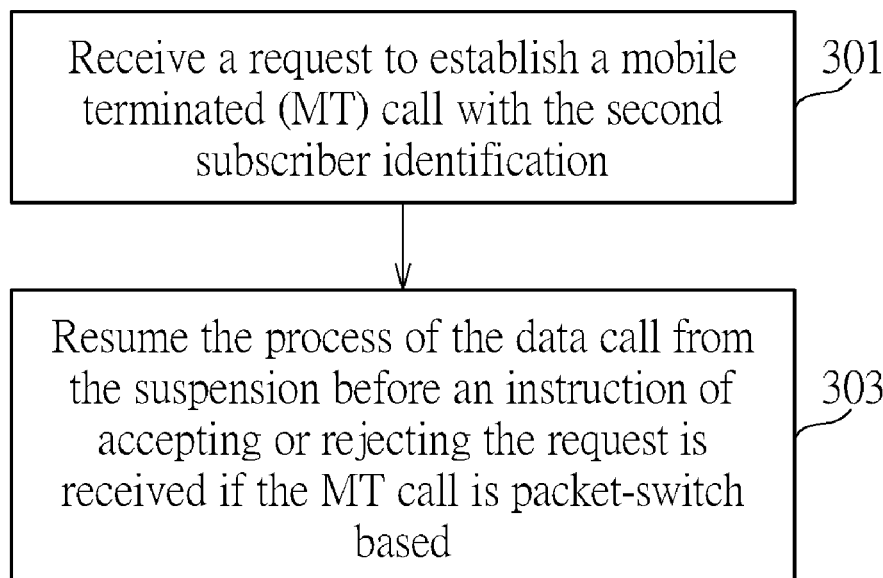 Receive a request to establish a mobile
terminated (MT) call with the second
subscriber identification
301
Resume the process of the data call from
the suspension before an instruction of
accepting or rejecting the request is
received if the MT call is packet-switch
based
303